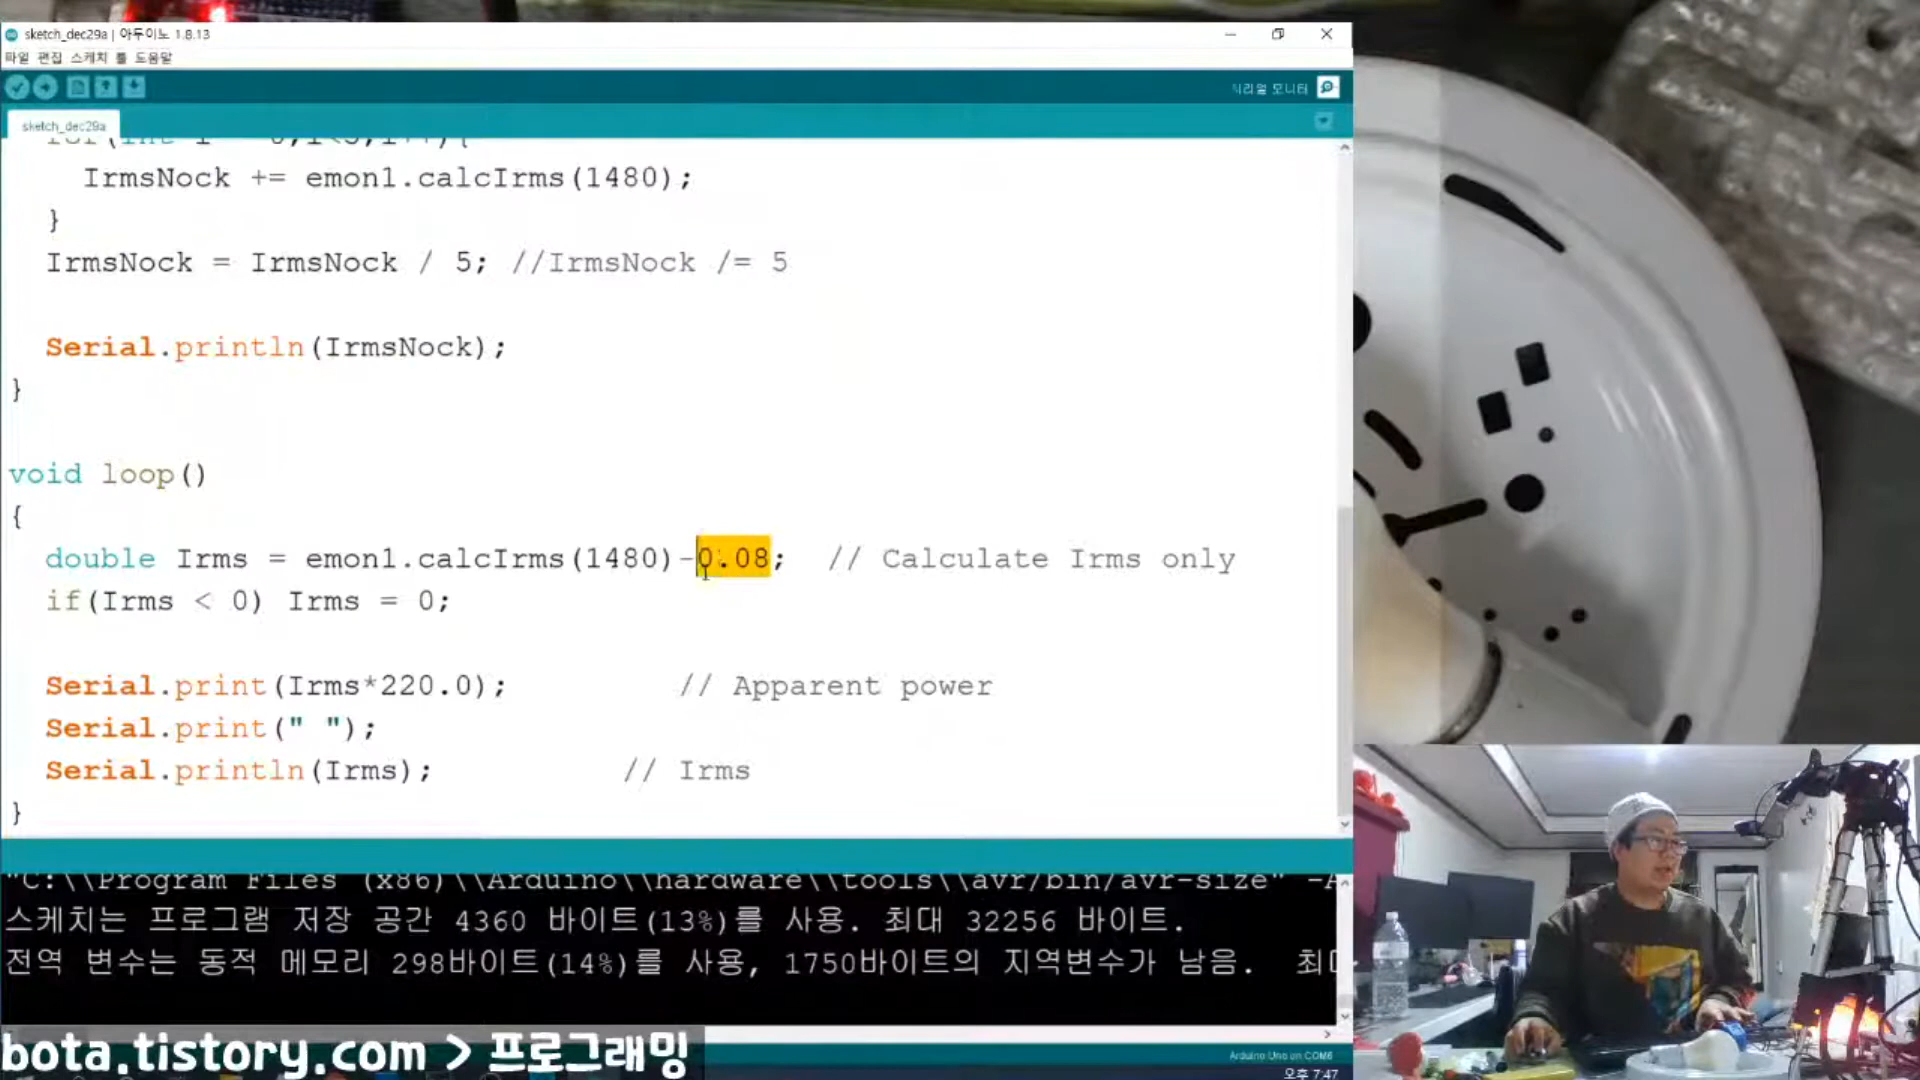 sketch_dec29a | 아두이노 1.8.13
파일 편집 스케치 툴 도움말
시리얼 모니터
sketch_dec29a
IrmsNock += emon1.calcIrms(1480);
}
IrmsNock = IrmsNock / 5; //IrmsNock /= 5
Serial.println(IrmsNock);
}
void loop()
{
double Irms = emon1.calcIrms(1480)-0.08; // Calculate Irms only
if(Irms < 0) Irms = 0;
Serial.print(Irms*220.0); // Apparent power
Serial.print(" ");
Serial.println(Irms); // Irms
}
"C:\\Program Files (x86)\\Arduino\\hardware\\tools\\avr/bin/avr-size" -A
스케치는 프로그램 저장 공간 4360 바이트(13%)를 사용. 최대 32256 바이트.
전역 변수는 동적 메모리 298바이트(14%)를 사용, 1750바이트의 지역변수가 남음.
bota.tistory.com > 프로그래밍
Arduino Uno on COM6
오후 7:47